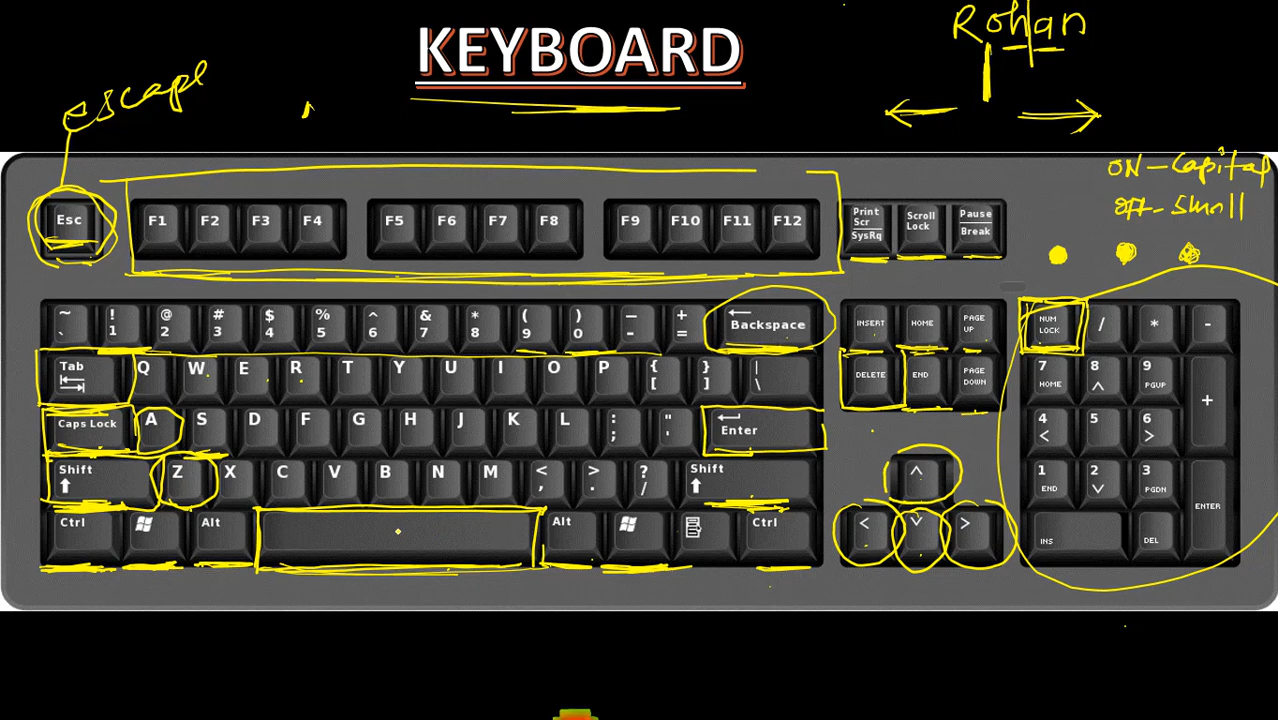 KEYBOARD
Rohan
escape
ON - Capital
Off - Small
Esc F1 F2 F3 F4 F5 F6 F7 F8 F9 F10 F11 F12 Print Scr SysRq Scroll Lock Pause Break
~ ` ! 1 @ 2 # 3 $ 4 % 5 ^ 6 & 7 * 8 ( 9 ) 0 — - + = ← Backspace INSERT HOME PAGE UP NUM LOCK / * -
Tab Q W E R T Y U I O P { [ } ] | \ DELETE END PAGE DOWN 7 HOME 8 ^ 9 PGUP +
Caps Lock A S D F G H J K L : ; " ' Enter 4 < 5 6 >
Shift Z X C V B N M < , > . ? / Shift ^ 1 END 2 ∨ 3 PGDN ENTER
Ctrl Alt Alt Ctrl < ∨ > INS DEL